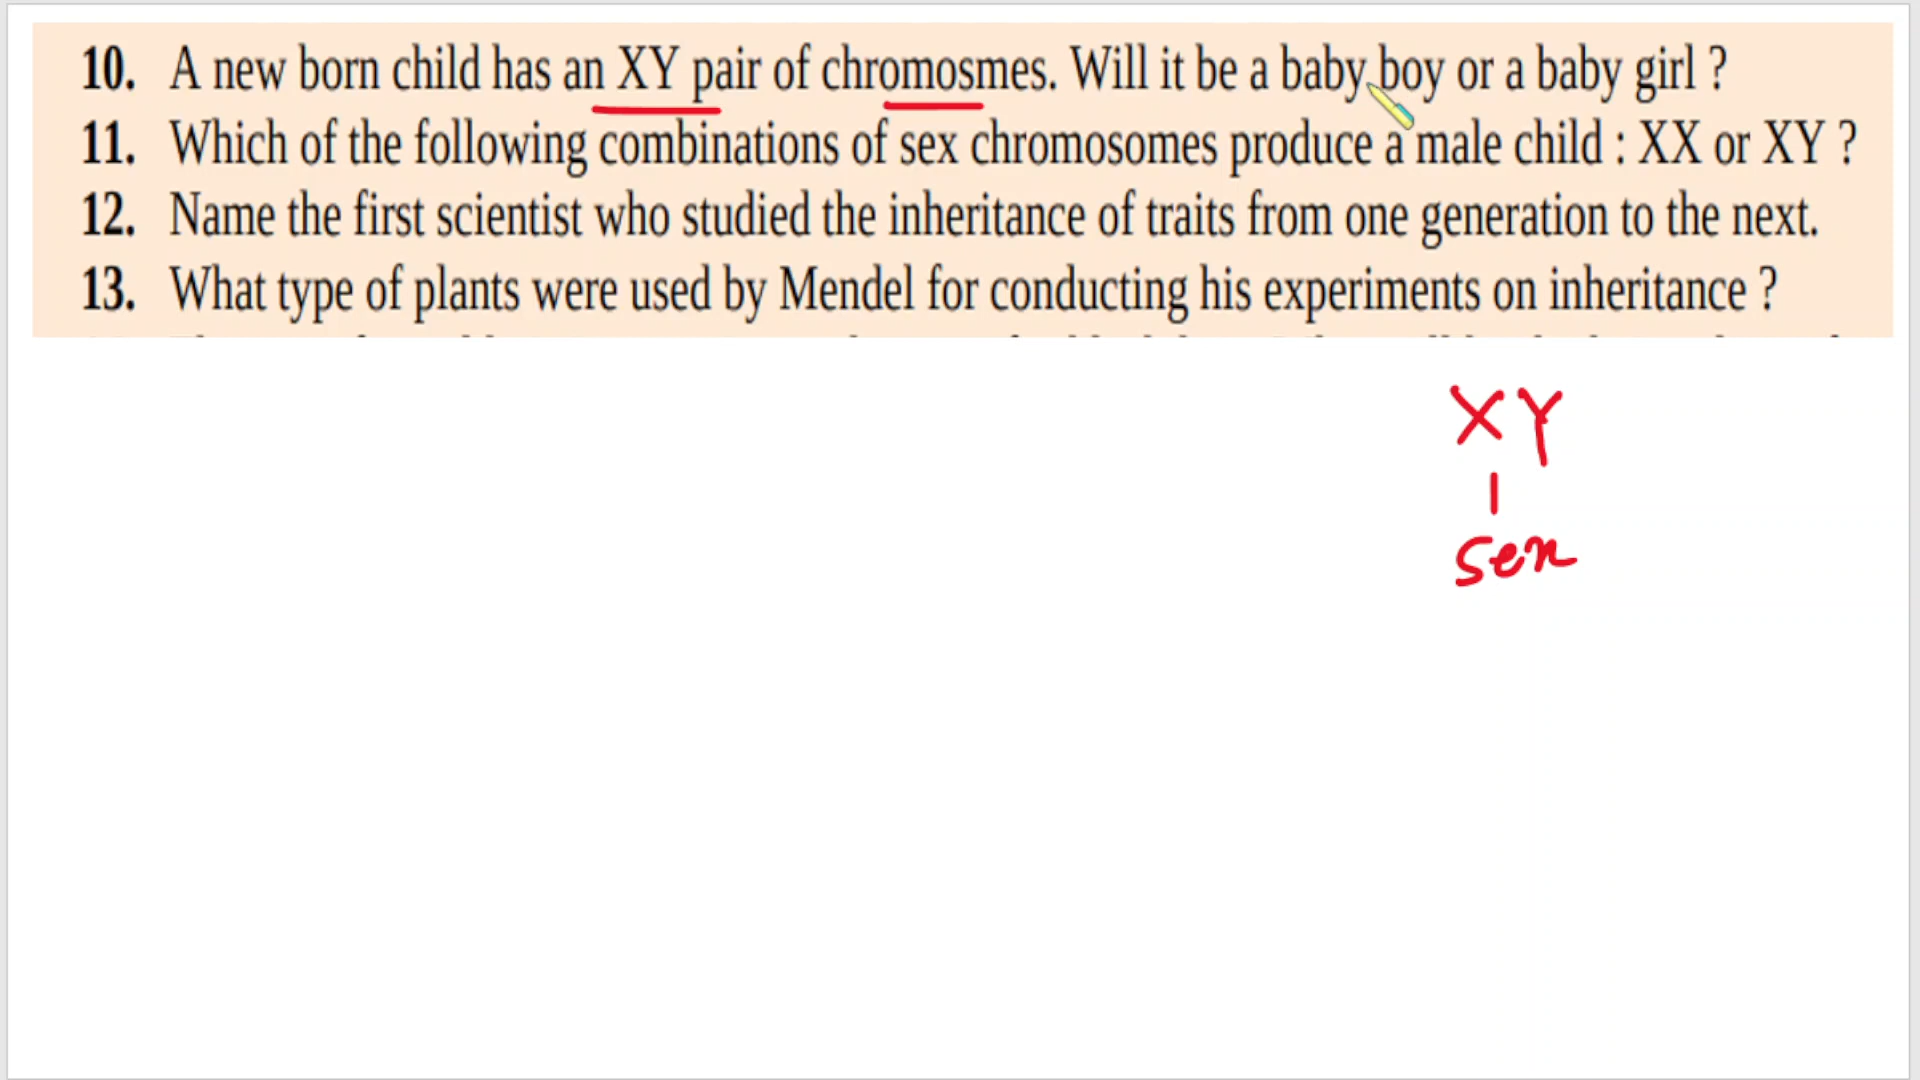 10. A new born child has an XY pair of chromosmes. Will it be a baby boy or a baby girl ?
11. Which of the following combinations of sex chromosomes produce a male child : XX or XY ?
12. Name the first scientist who studied the inheritance of traits from one generation to the next.
13. What type of plants were used by Mendel for conducting his experiments on inheritance ?
XY
sex